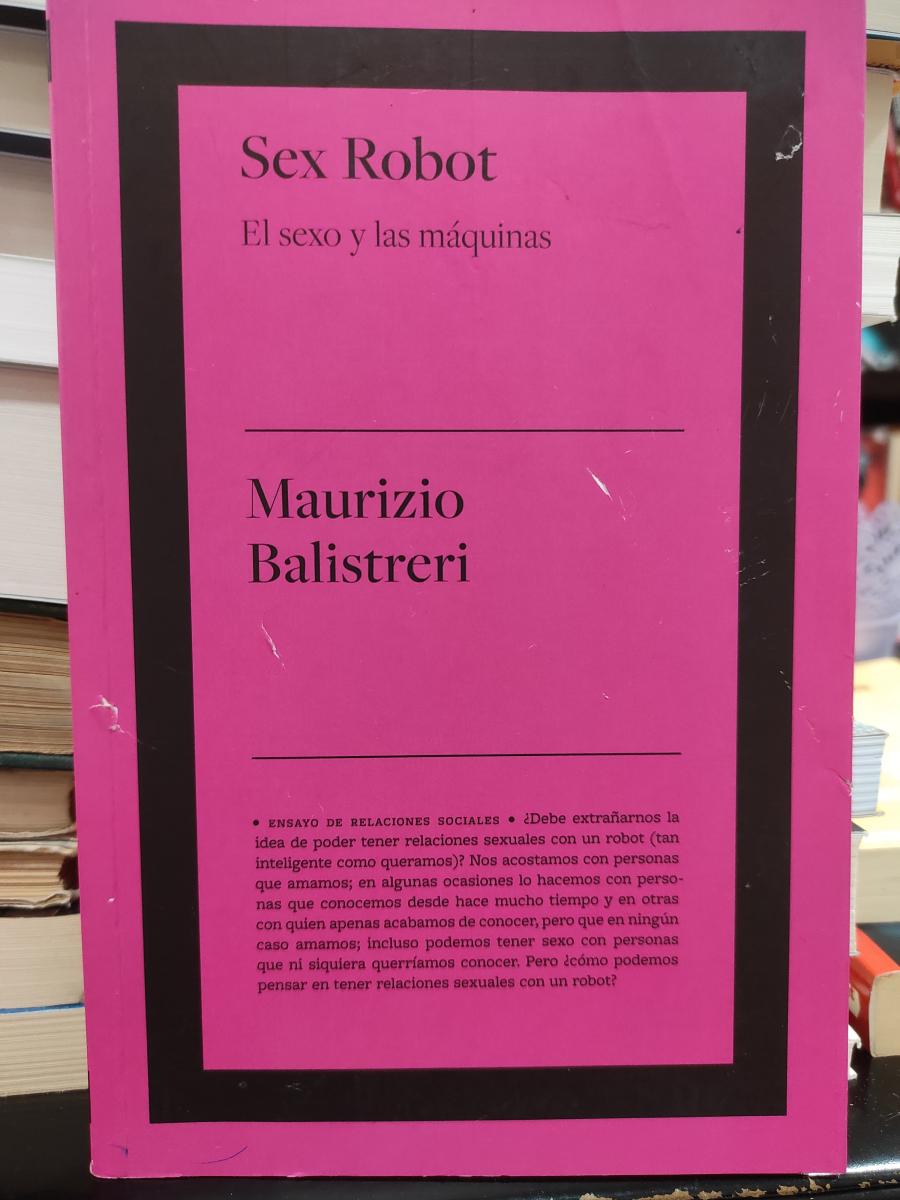 Sex Robot
El sexo y las máquinas
Maurizio
Balistreri
• ENSAYO DE RELACIONES SOCIALES • ¿Debe extrañarnos la
idea de poder tener relaciones sexuales con un robot (tan
inteligente como queramos)? Nos acostamos con personas
que amamos; en algunas ocasiones lo hacemos con perso-
nas que conocemos desde hace mucho tiempo y en otras
con quien apenas acabamos de conocer, pero que en ningún
caso amamos; incluso podemos tener sexo con personas
que ni siquiera querríamos conocer. Pero ¿cómo podemos
pensar en tener relaciones sexuales con un robot?